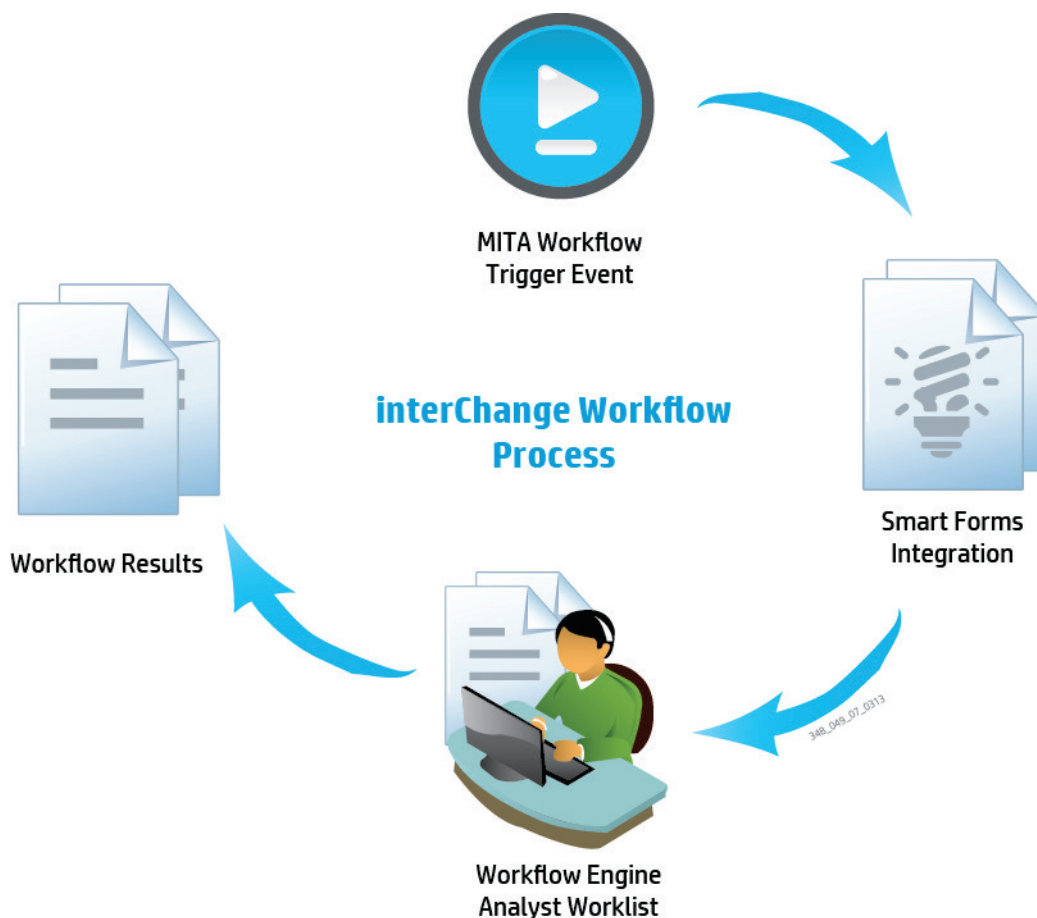 MITA Workflow
Trigger Event
interChange Workflow
Process
Smart Forms
Integration
Workflow Results
348_049_07_0313
Workflow Engine
Analyst Worklist